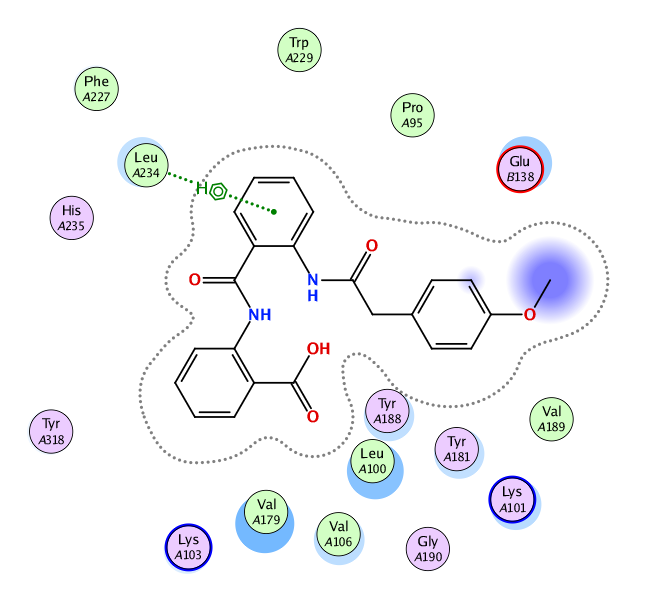 Trp
A229
Phe
A227
Pro
A95
Leu
A234
Glu
B138
H
His
A235
O
O
NH
N
H
O
NH
OH
O
Tyr
A188
Val
A189
Tyr
A318
Tyr
A181
Leu
A100
Lys
A101
Val
A179
Val
A106
Lys
A103
Gly
A190